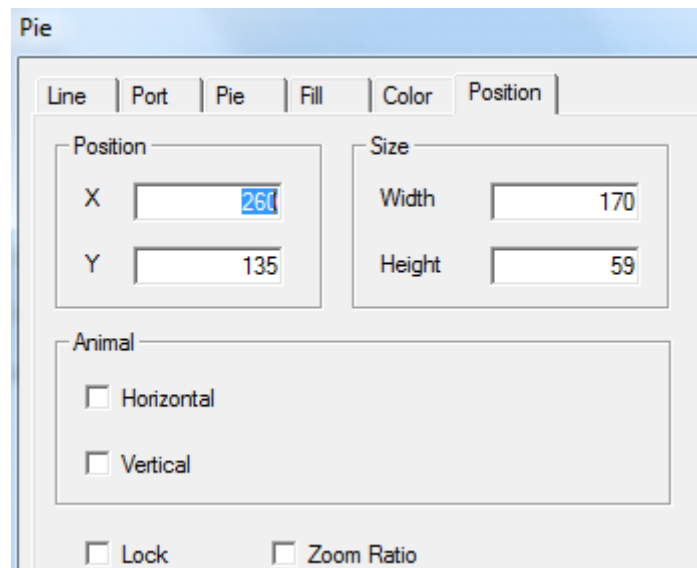 Pie
Line Port Pie Fill Color Position
Position Size
X 260 Width 170
Y 135 Height 59
Animal
Horizontal
Vertical
Lock Zoom Ratio